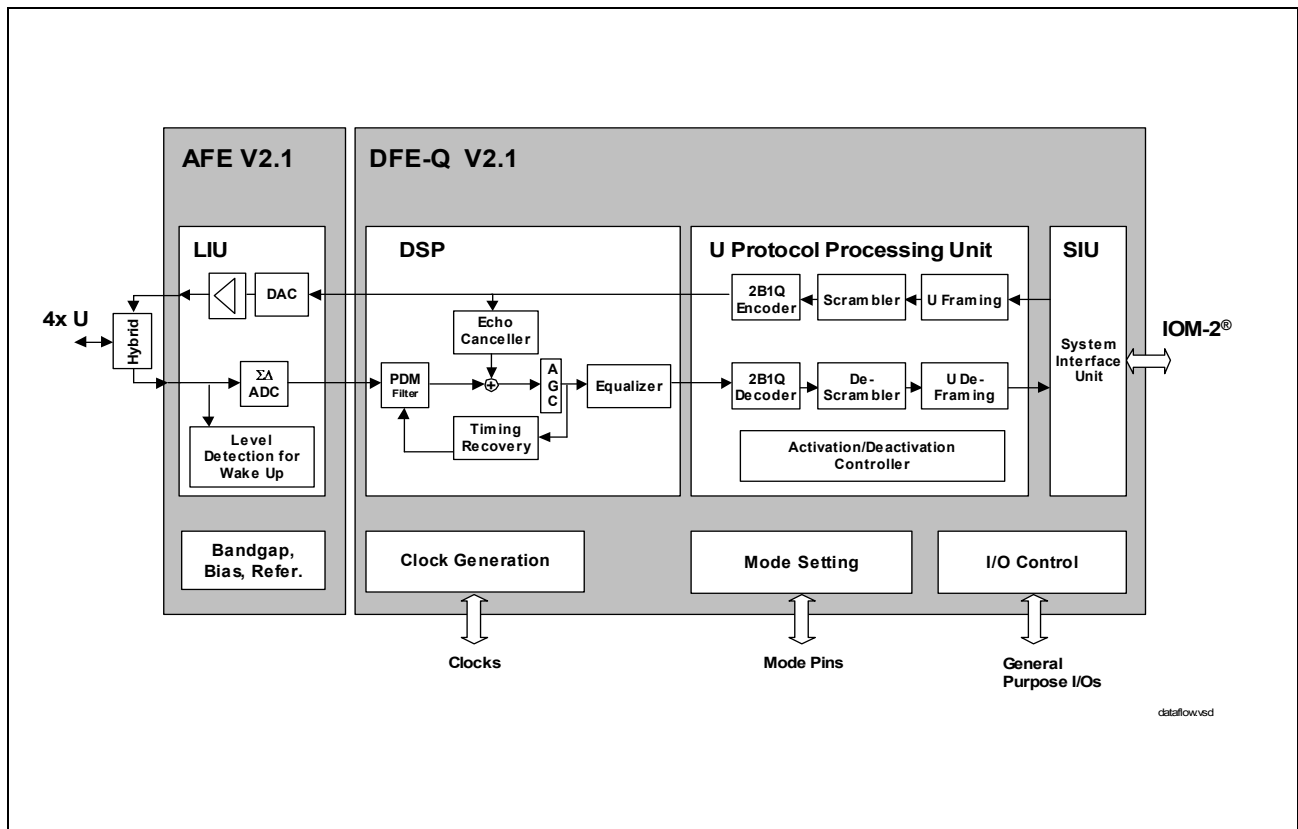 AFE V2.1
DFE-Q V2.1
LIU
DSP
U Protocol Processing Unit
SIU
4x U
Hybrid
DAC
ΣΔ
ADC
Level
Detection for
Wake Up
Echo
Canceller
PDM
Filter
A
G
C
Equalizer
Timing
Recovery
2B1Q
Encoder
Scrambler
U Framing
2B1Q
Decoder
De-
Scrambler
U De-
Framing
Activation/Deactivation
Controller
System
Interface
Unit
IOM-2®
Bandgap,
Bias, Refer.
Clock Generation
Mode Setting
I/O Control
Clocks
Mode Pins
General
Purpose I/Os
dataflow.vsd